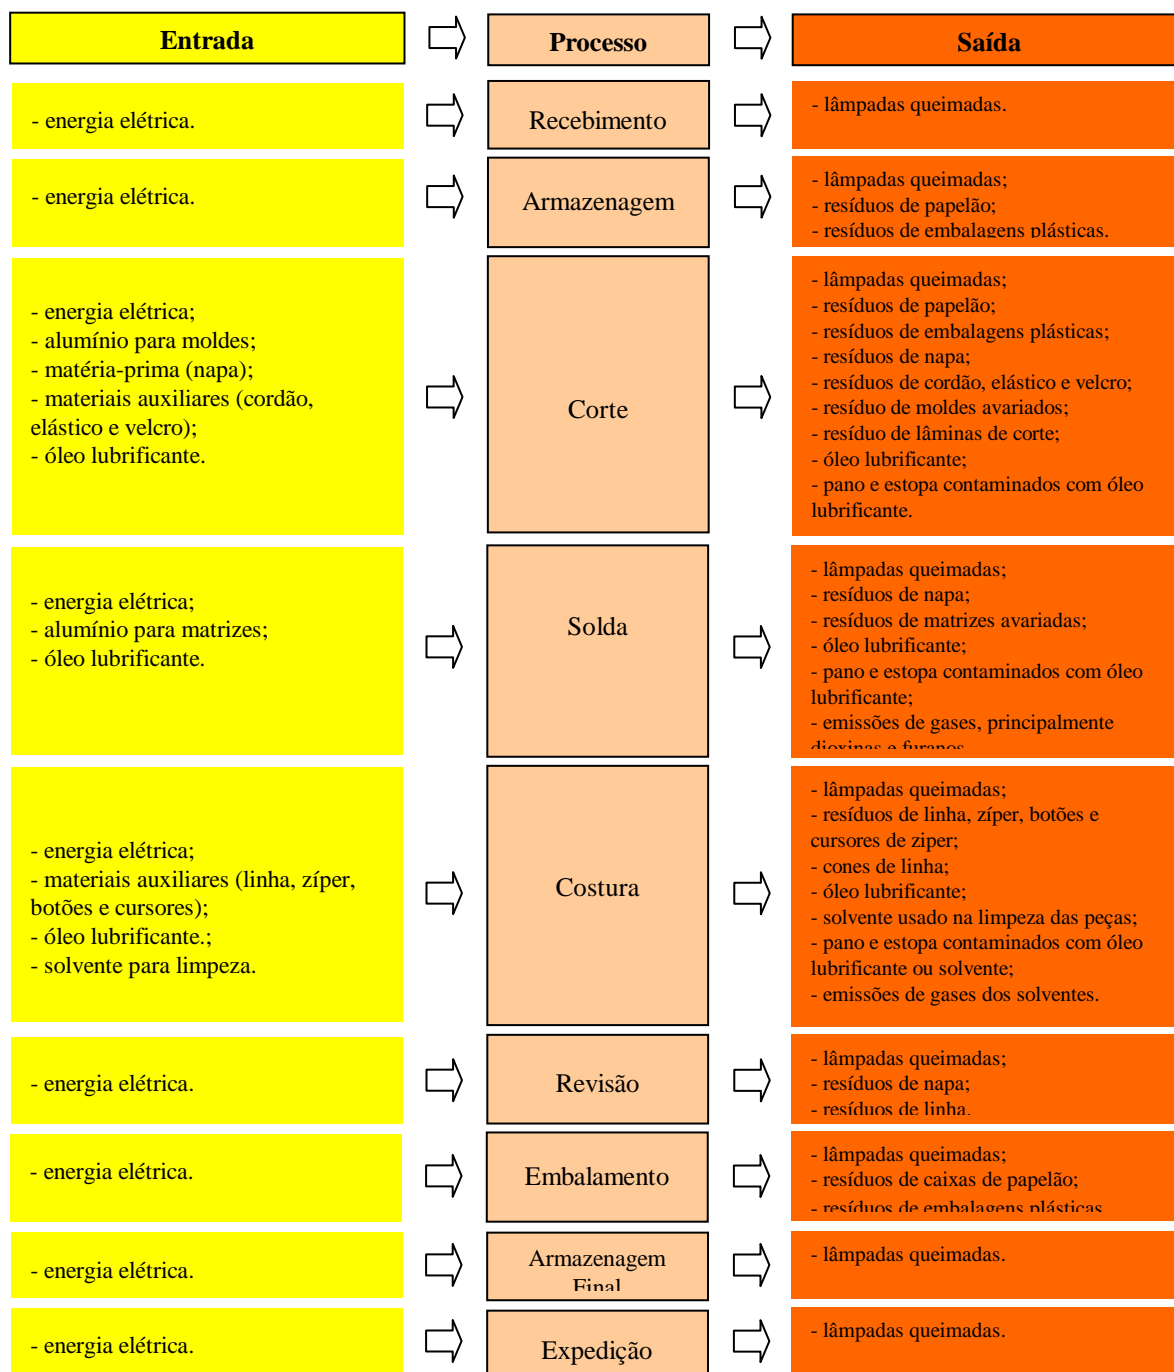 Entrada
Processo
Saída
- energia elétrica.
Recebimento
- lâmpadas queimadas.
- energia elétrica.
Armazenagem
- lâmpadas queimadas;
- resíduos de papelão;
- resíduos de embalagens plásticas.
- energia elétrica;
- alumínio para moldes;
- matéria-prima (napa);
- materiais auxiliares (cordão,
elástico e velcro);
- óleo lubrificante.
Corte
- lâmpadas queimadas;
- resíduos de papelão;
- resíduos de embalagens plásticas;
- resíduos de napa;
- resíduos de cordão, elástico e velcro;
- resíduo de moldes avariados;
- resíduo de lâminas de corte;
- óleo lubrificante;
- pano e estopa contaminados com óleo
lubrificante.
- energia elétrica;
- alumínio para matrizes;
- óleo lubrificante.
Solda
- lâmpadas queimadas;
- resíduos de napa;
- resíduos de matrizes avariadas;
- óleo lubrificante;
- pano e estopa contaminados com óleo
lubrificante;
- emissões de gases, principalmente
dioxinas e furanos
- energia elétrica;
- materiais auxiliares (linha, zíper,
botões e cursores);
- óleo lubrificante.;
- solvente para limpeza.
Costura
- lâmpadas queimadas;
- resíduos de linha, zíper, botões e
cursores de ziper;
- cones de linha;
- óleo lubrificante;
- solvente usado na limpeza das peças;
- pano e estopa contaminados com óleo
lubrificante ou solvente;
- emissões de gases dos solventes.
- energia elétrica.
Revisão
- lâmpadas queimadas;
- resíduos de napa;
- resíduos de linha.
- energia elétrica.
Embalamento
- lâmpadas queimadas;
- resíduos de caixas de papelão;
- resíduos de embalagens plásticas
- energia elétrica.
Armazenagem
Final
- lâmpadas queimadas.
- energia elétrica.
Expedição
- lâmpadas queimadas.